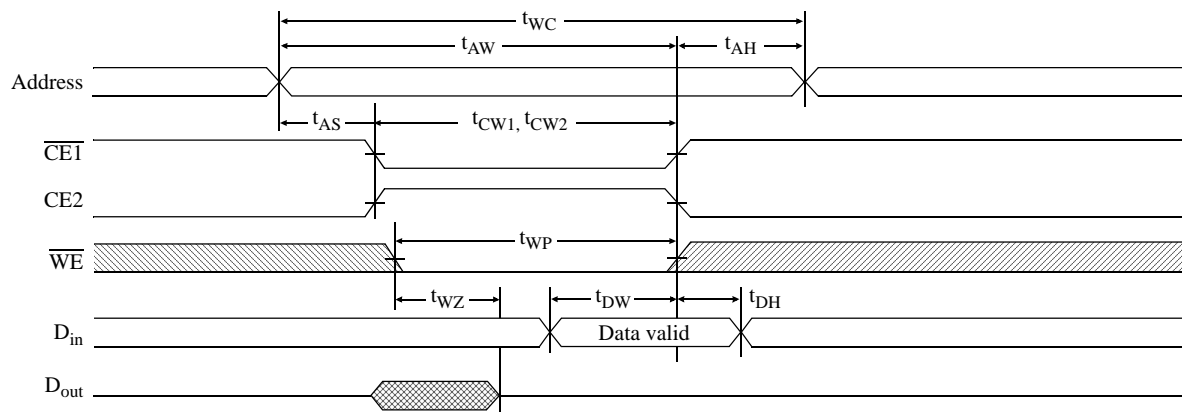 tWC
tAW tAH
Address
tAS tCW1, tCW2
CE1
CE2
tWP
WE
tWZ tDW tDH
Din Data valid
Dout